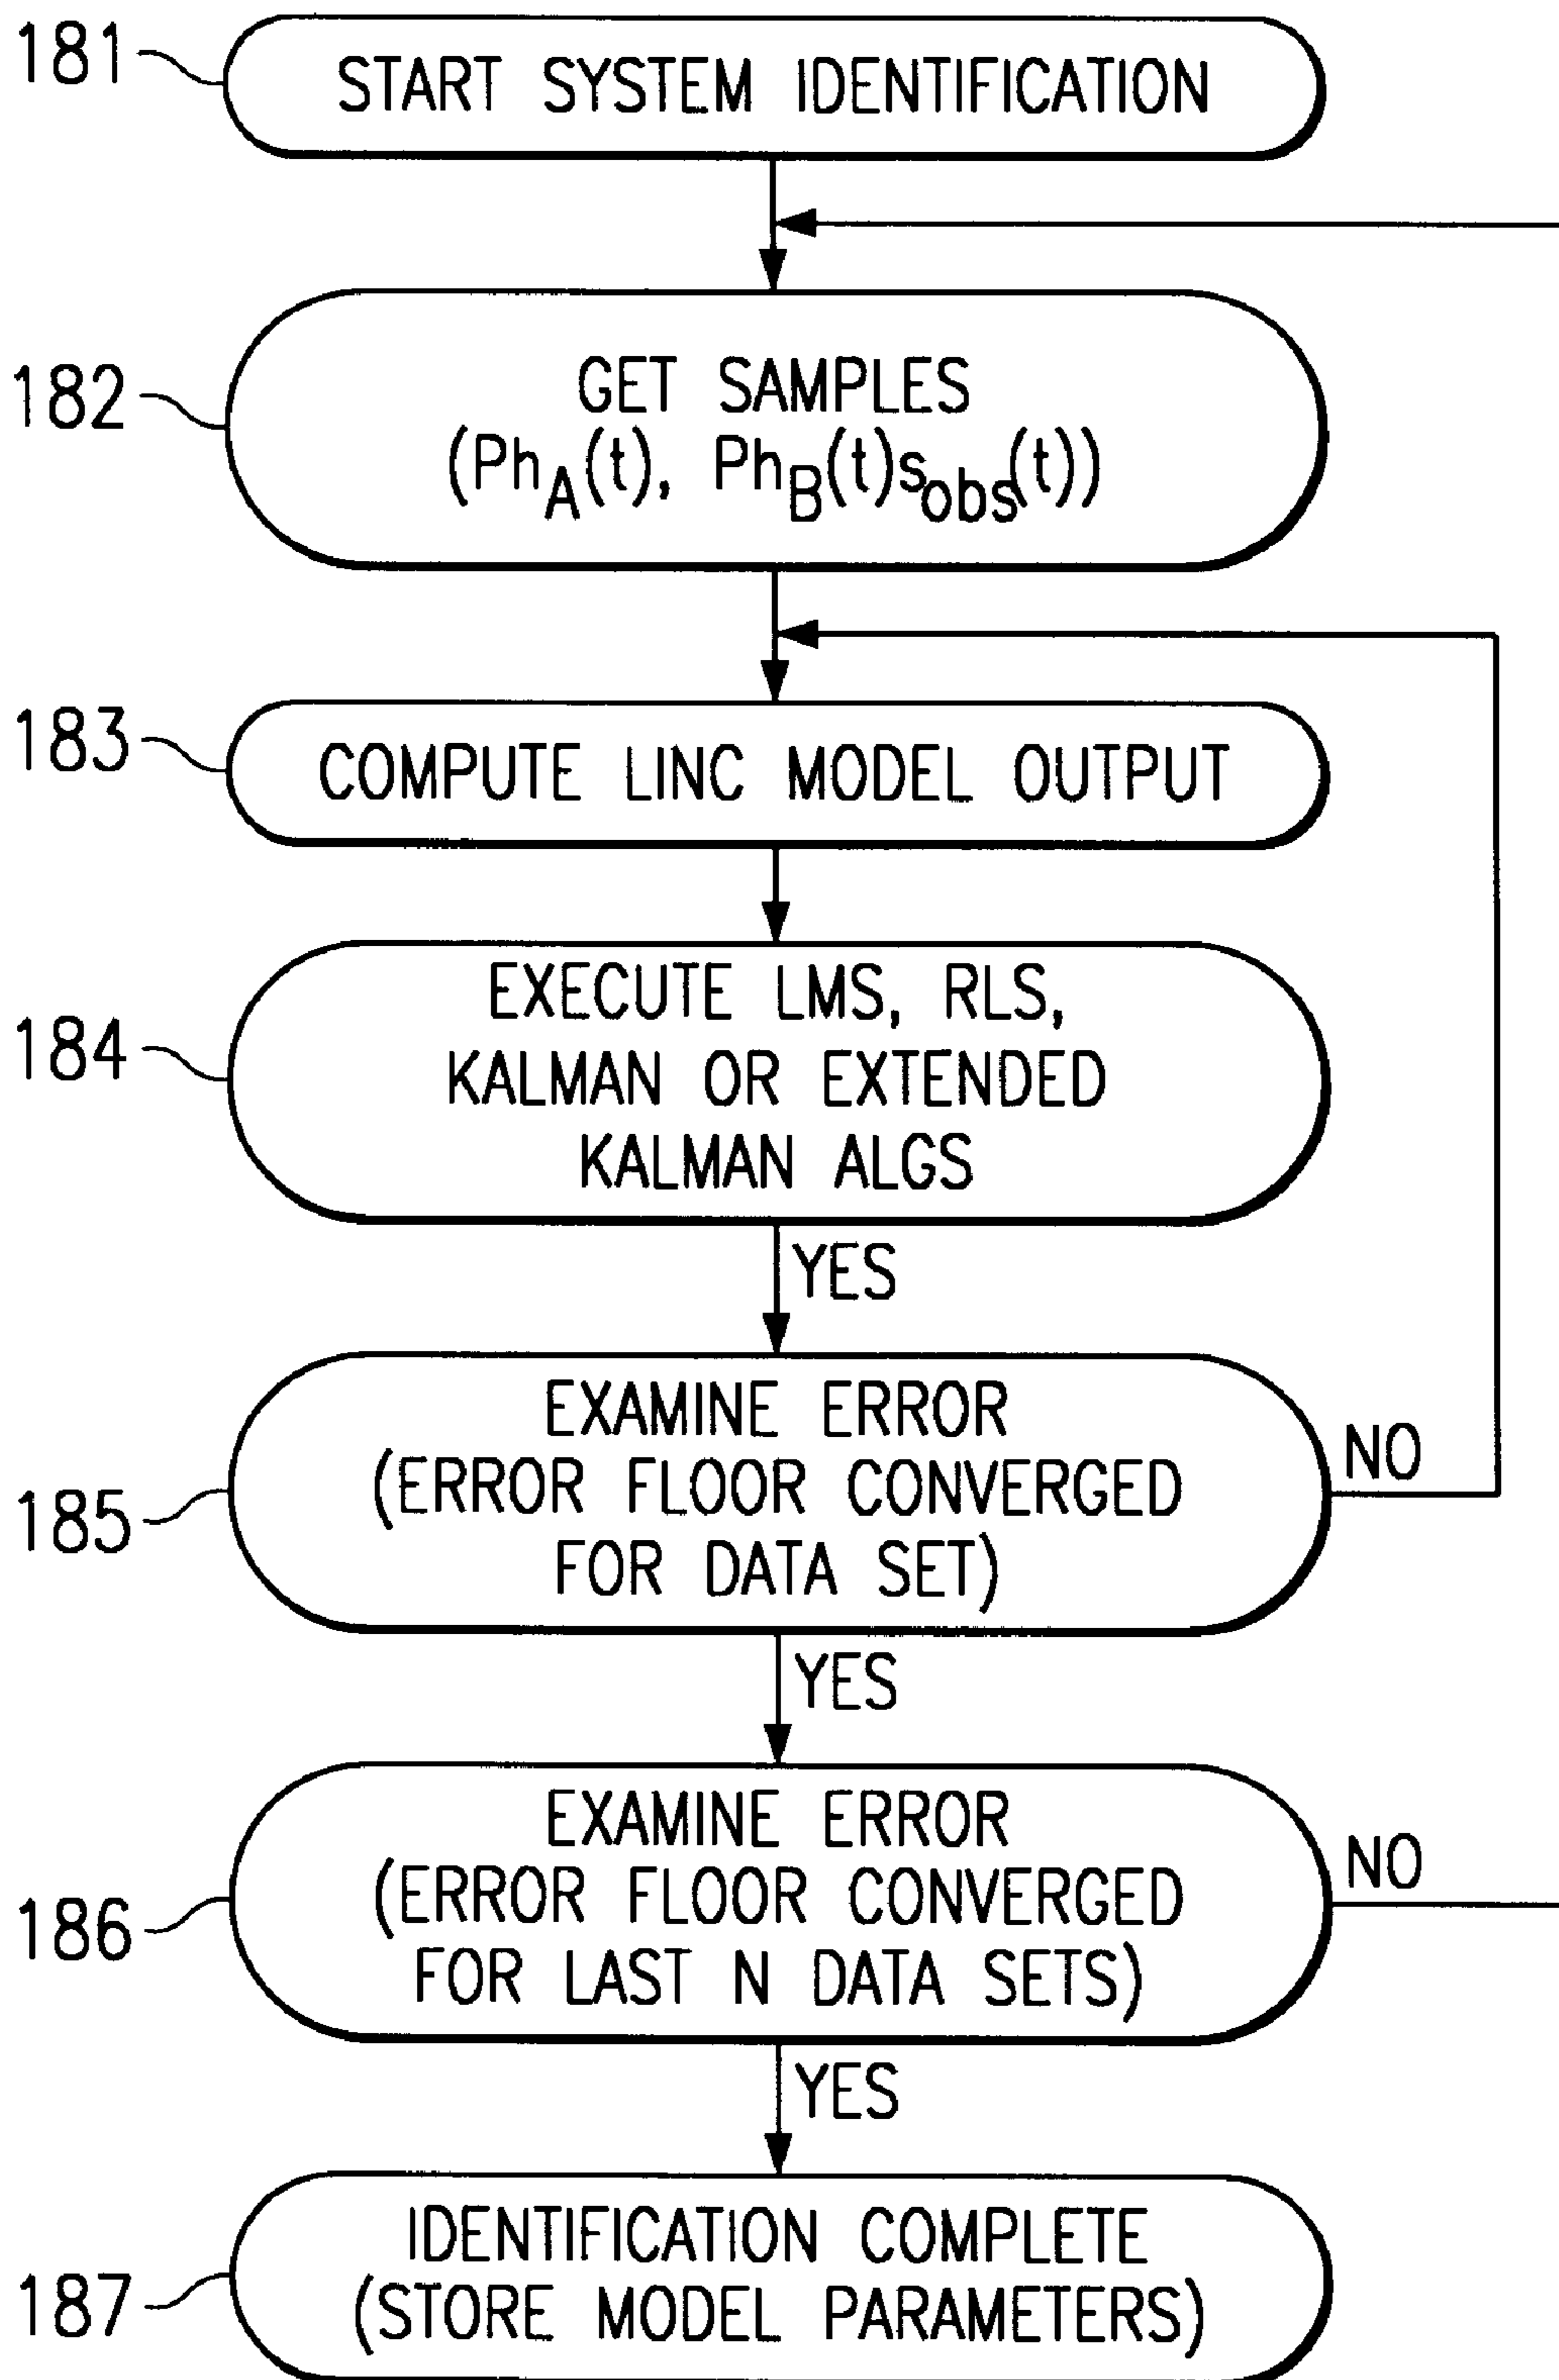 181
START SYSTEM IDENTIFICATION
182
GET SAMPLES
(PhA(t), PhB(t)sobs(t))
183
COMPUTE LINC MODEL OUTPUT
184
EXECUTE LMS, RLS,
KALMAN OR EXTENDED
KALMAN ALGS
YES
185
EXAMINE ERROR
(ERROR FLOOR CONVERGED
FOR DATA SET)
NO
YES
186
EXAMINE ERROR
(ERROR FLOOR CONVERGED
FOR LAST N DATA SETS)
NO
YES
187
IDENTIFICATION COMPLETE
(STORE MODEL PARAMETERS)